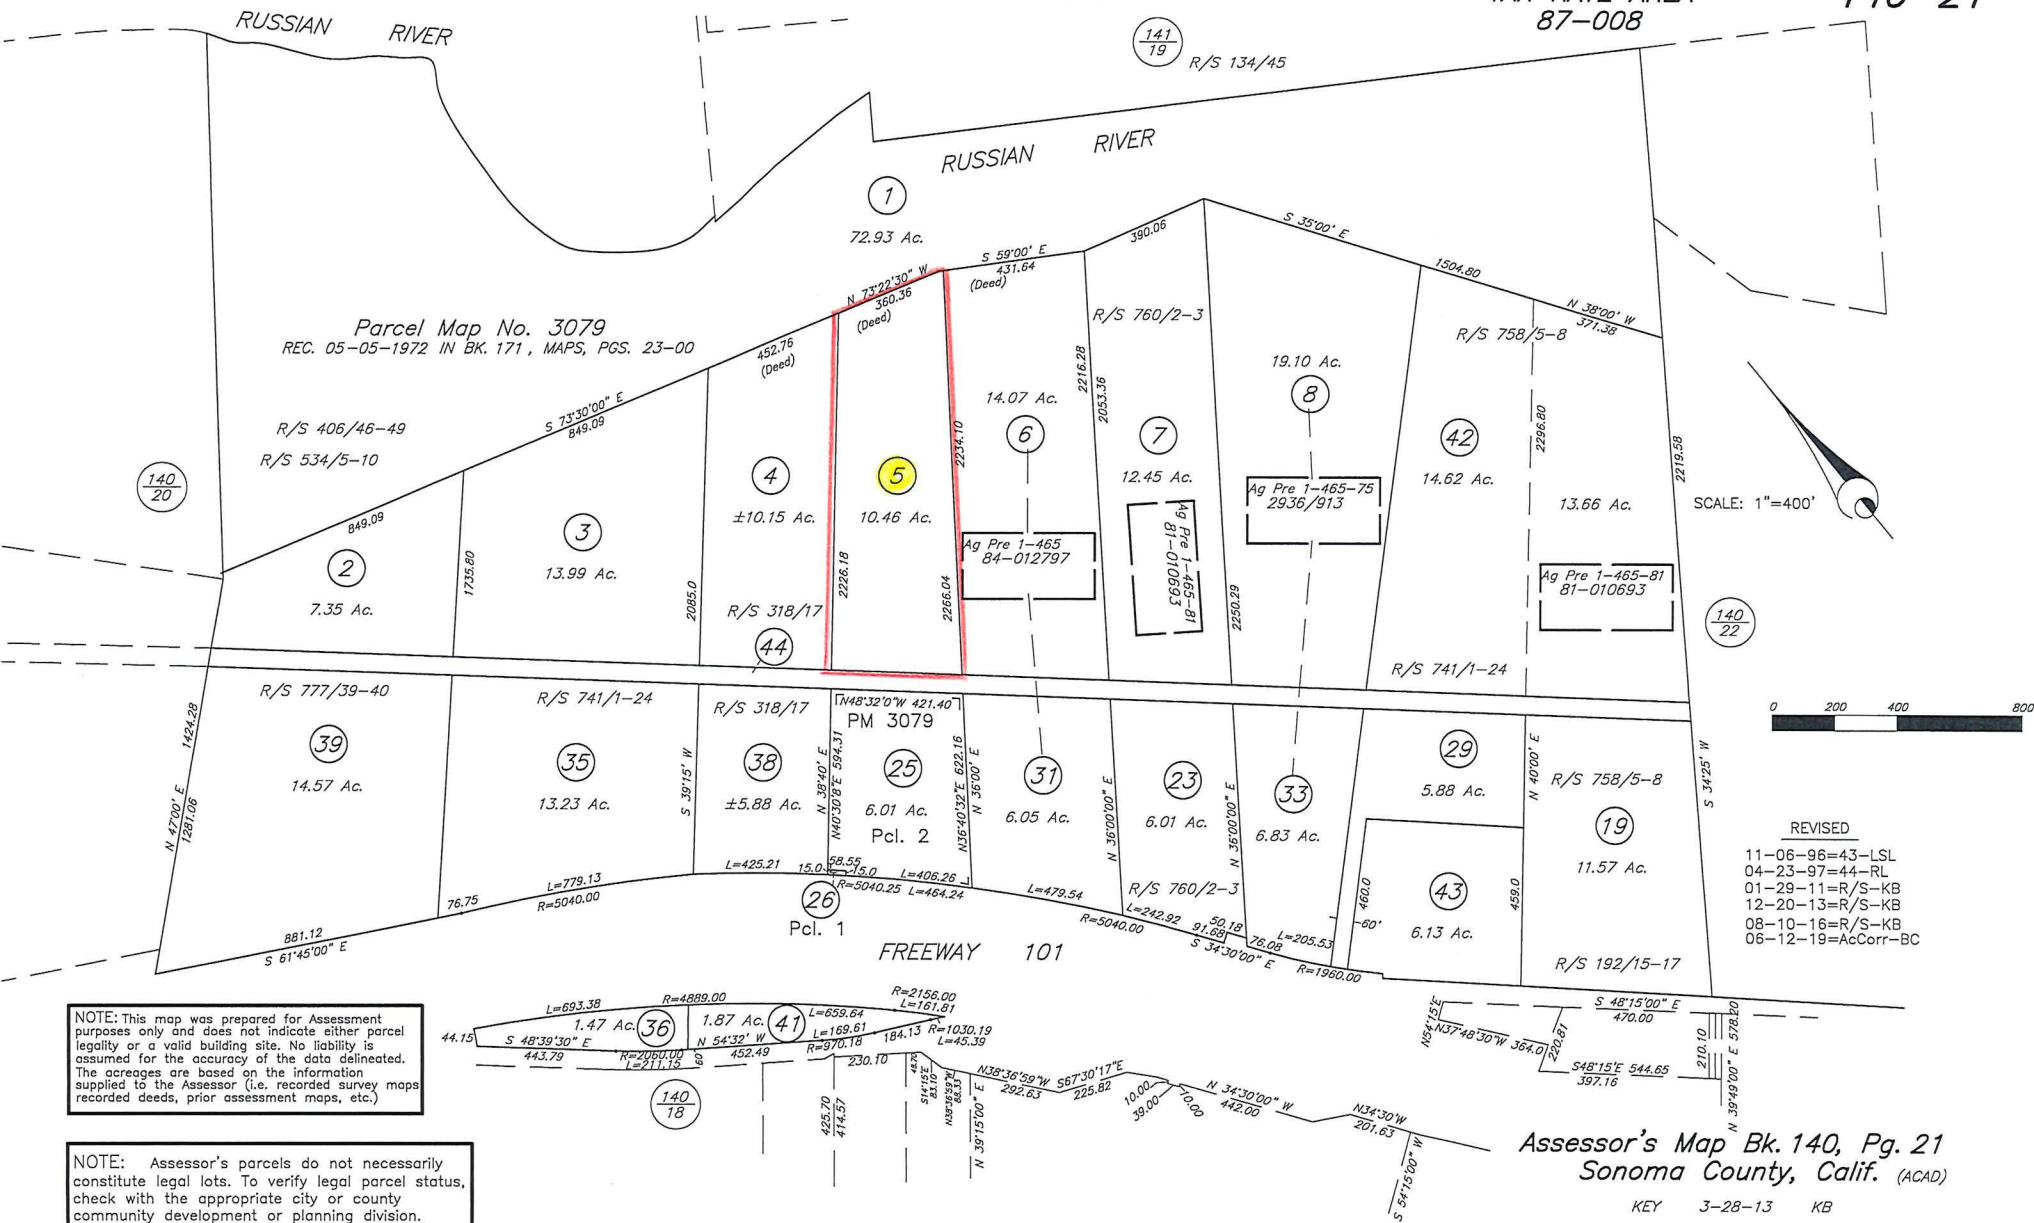 87-008
RUSSIAN RIVER
141
19
R/S 134/45
RUSSIAN RIVER
1
72.93 Ac.
S 59°00' E
431.64
(Deed)
390.06
S 35°00' E
1504.80
N 38°00' W
371.38
N 73°22'30" W
360.36
(Deed)
Parcel Map No. 3079
REC. 05-05-1972 IN BK. 171, MAPS, PGS. 23-00
452.76
(Deed)
R/S 760/2-3
R/S 758/5-8
S 73°30'00" E
849.09
R/S 406/46-49
R/S 534/5-10
140
20
849.09
2
7.35 Ac.
1735.80
3
13.99 Ac.
2085.0
4
±10.15 Ac.
R/S 318/17
44
2226.18
5
10.46 Ac.
2234.10
2266.04
14.07 Ac.
6
Ag Pre 1-465
84-012797
2216.28
2053.36
7
12.45 Ac.
Ag Pre 1-465-81
81-010693
2250.29
19.10 Ac.
8
Ag Pre 1-465-75
2936/913
42
14.62 Ac.
2296.80
13.66 Ac.
Ag Pre 1-465-81
81-010693
2219.58
SCALE: 1"=400'
140
22
R/S 741/1-24
0 200 400 800
R/S 777/39-40
1424.28
N 47°00' E
1281.06
39
14.57 Ac.
R/S 741/1-24
35
13.23 Ac.
S 39°15' W
R/S 318/17
38
±5.88 Ac.
N 38°40' E
N40°30'8"E 594.31
N48°32'0"W 421.40
PM 3079
25
6.01 Ac.
Pcl. 2
N36°40'32"E 622.16
N 36°00' E
31
6.05 Ac.
N 36°00'00" E
23
6.01 Ac.
R/S 760/2-3
N 36°00'00" E
33
6.83 Ac.
29
5.88 Ac.
N 40°00' E
R/S 758/5-8
19
11.57 Ac.
S 34°25' W
460.0
60'
43
6.13 Ac.
459.0
R/S 192/15-17
REVISED
11-06-96=43-LSL
04-23-97=44-RL
01-29-11=R/S-KB
12-20-13=R/S-KB
08-10-16=R/S-KB
06-12-19=AcCorr-BC
881.12
S 61°45'00" E
76.75
L=779.13
R=5040.00
L=425.21
15.0
58.55
15.0
L=406.26
R=5040.25 L=464.24
26
Pcl. 1
L=479.54
R=5040.00
L=242.92
50.18
91.68
S 34°30'00" E
76.08
L=205.53
R=1960.00
FREEWAY 101
44.15
L=693.38
R=4889.00
1.47 Ac.
36
S 48°39'30" E
443.79
R=2060.00
L=211.15
60'
1.87 Ac.
41
N 54°32' W
452.49
L=659.64
L=169.61
R=970.18
R=2156.00
L=161.81
184.13
R=1030.19
L=45.39
230.10
140
18
425.70
414.57
S14°15'E
83.10
N38°36'59"W
88.33
N 39°15'00" E
N38°36'59"W
292.63
S67°30'17"E
225.82
10.00
39.00
10.00
N 34°30'00" W
442.00
N34°30'W
201.63
S 54°15'00" W
N54°15'E
S 48°15'00" E
470.00
N37°48'30"W 364.0
220.81
S48°15'E 544.65
397.16
210.10
N 39°49'00" E 578.20
NOTE: This map was prepared for Assessment
purposes only and does not indicate either parcel
legality or a valid building site. No liability is
assumed for the accuracy of the data delineated.
The acreages are based on the information
supplied to the Assessor (i.e. recorded survey maps
recorded deeds, prior assessment maps, etc.)
NOTE: Assessor's parcels do not necessarily
constitute legal lots. To verify legal parcel status,
check with the appropriate city or county
community development or planning division.
Assessor's Map Bk. 140, Pg. 21
Sonoma County, Calif. (ACAD)
KEY 3-28-13 KB